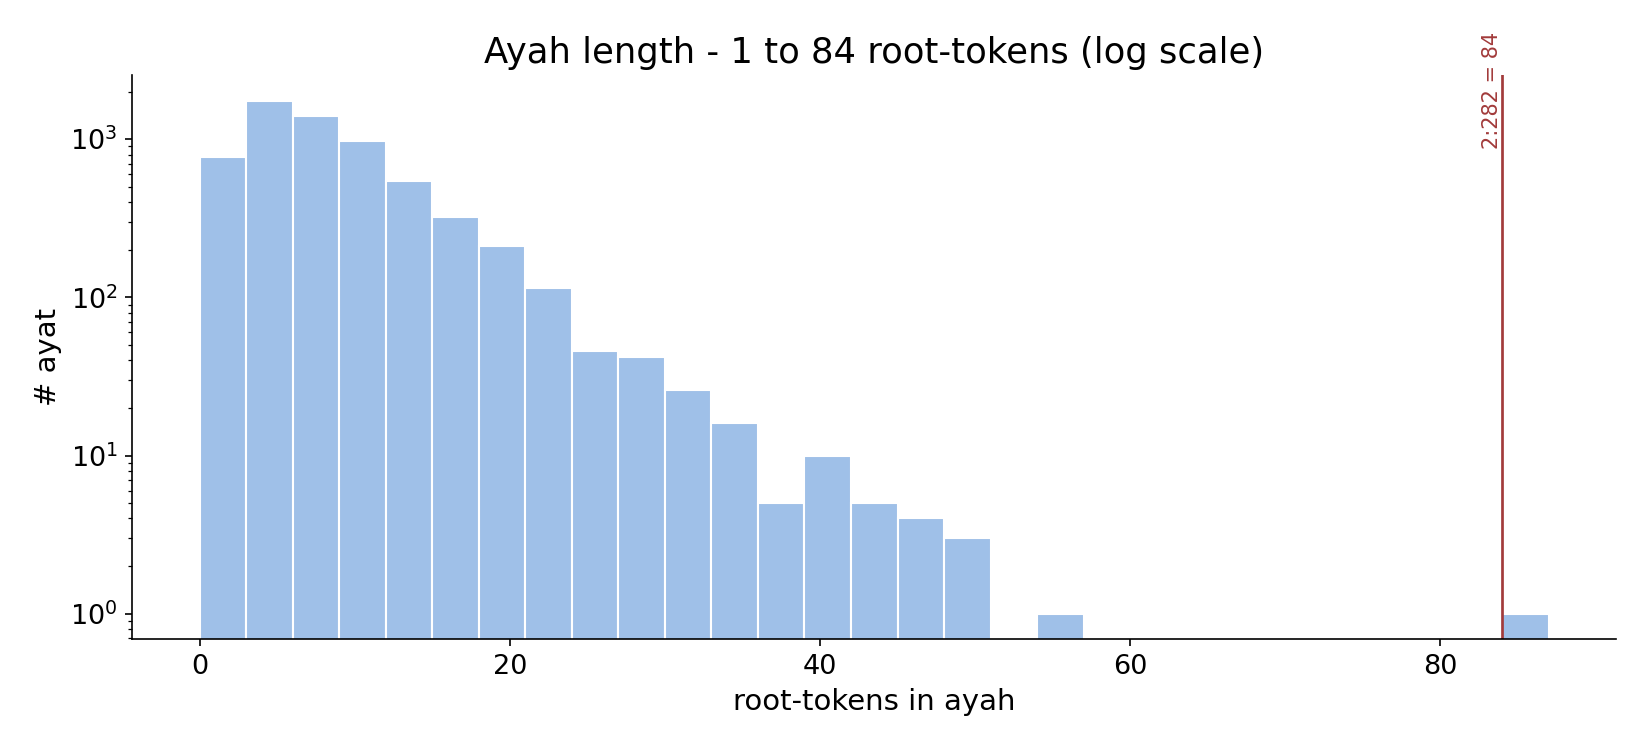 Ayah length - 1 to 84 root-tokens (log scale)
2:282 = 84
# ayat
10³
10²
10¹
10⁰
0 20 40 60 80
root-tokens in ayah